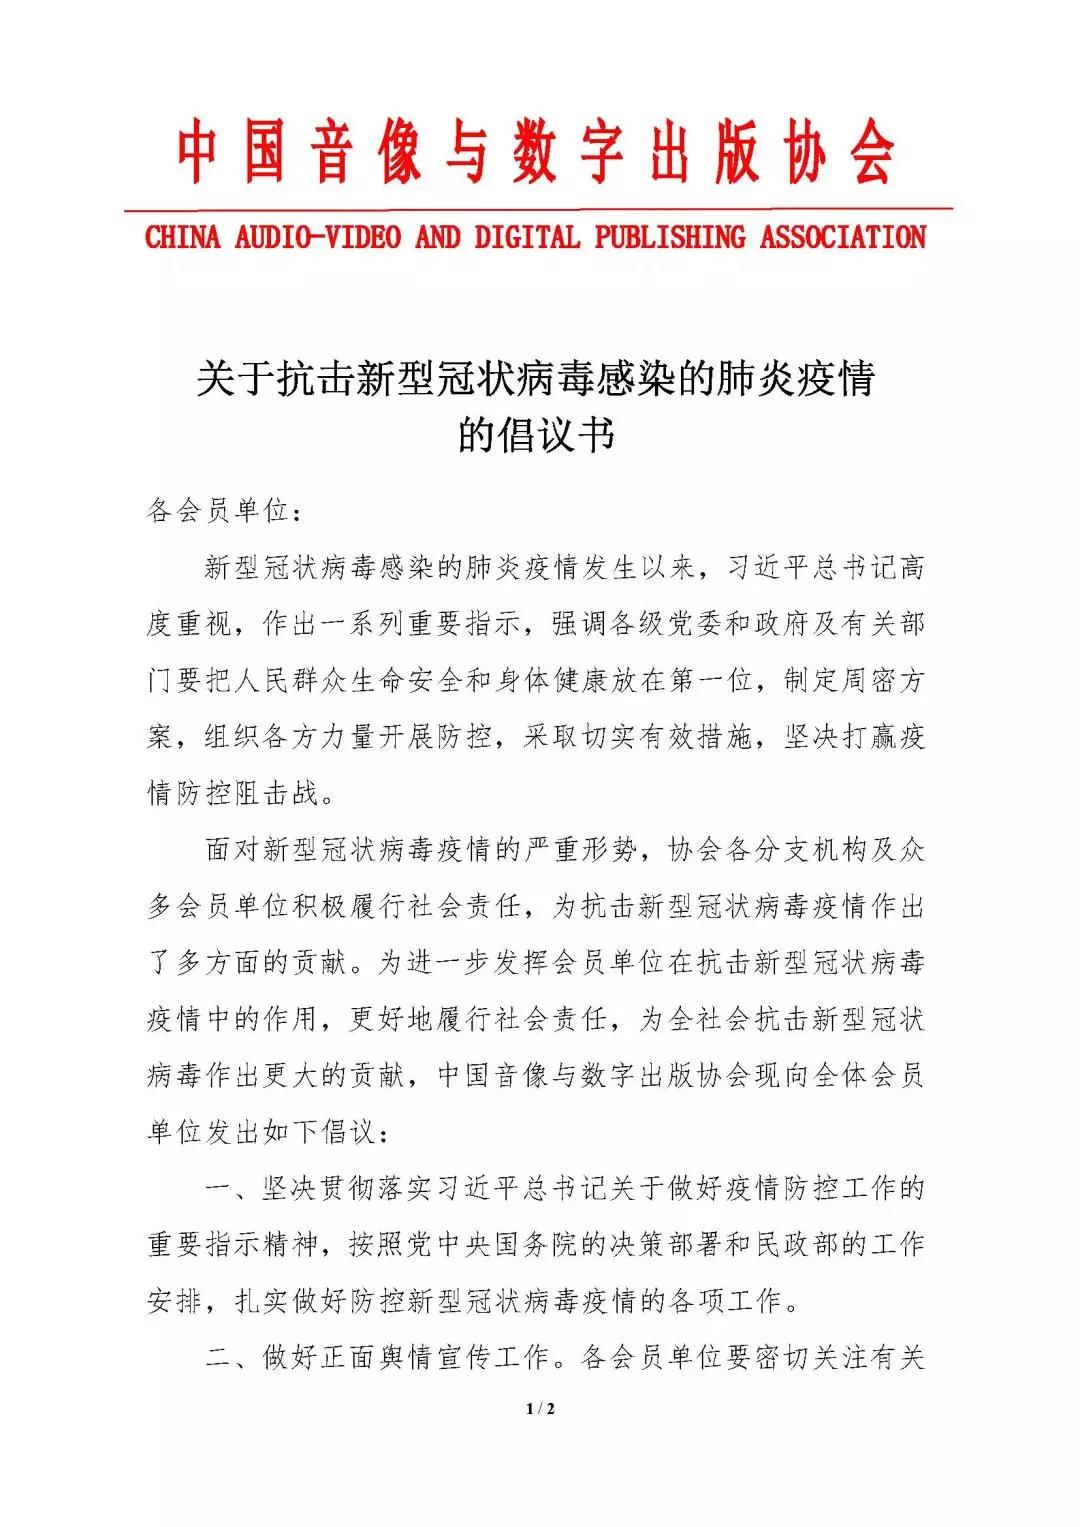 中国音像与数字出版协会
CHINA AUDIO-VIDEO AND DIGITAL PUBLISHING ASSOCIATION
关于抗击新型冠状病毒感染的肺炎疫情
的倡议书
各会员单位：
新型冠状病毒感染的肺炎疫情发生以来，习近平总书记高
度重视，作出一系列重要指示，强调各级党委和政府及有关部
门要把人民群众生命安全和身体健康放在第一位，制定周密方
案，组织各方力量开展防控，采取切实有效措施，坚决打赢疫
情防控阻击战。
面对新型冠状病毒疫情的严重形势，协会各分支机构及众
多会员单位积极履行社会责任，为抗击新型冠状病毒疫情作出
了多方面的贡献。为进一步发挥会员单位在抗击新型冠状病毒
疫情中的作用，更好地履行社会责任，为全社会抗击新型冠状
病毒作出更大的贡献，中国音像与数字出版协会现向全体会员
单位发出如下倡议：
一、坚决贯彻落实习近平总书记关于做好疫情防控工作的
重要指示精神，按照党中央国务院的决策部署和民政部的工作
安排，扎实做好防控新型冠状病毒疫情的各项工作。
二、做好正面舆情宣传工作。各会员单位要密切关注有关
1 / 2